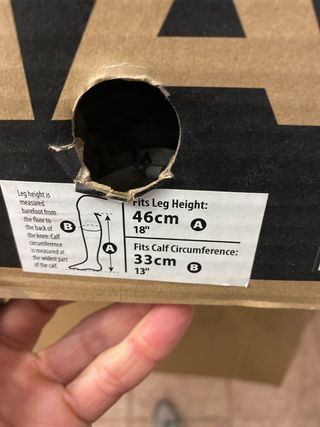 Leg height is
measured
barefoot from
the floor to
the back of
the knee. Calf
circumference
is measured at
the widest part
of the calf.
B
A
Fits Leg Height:
46cm A
18"
Fits Calf Circumference:
33cm B
13"